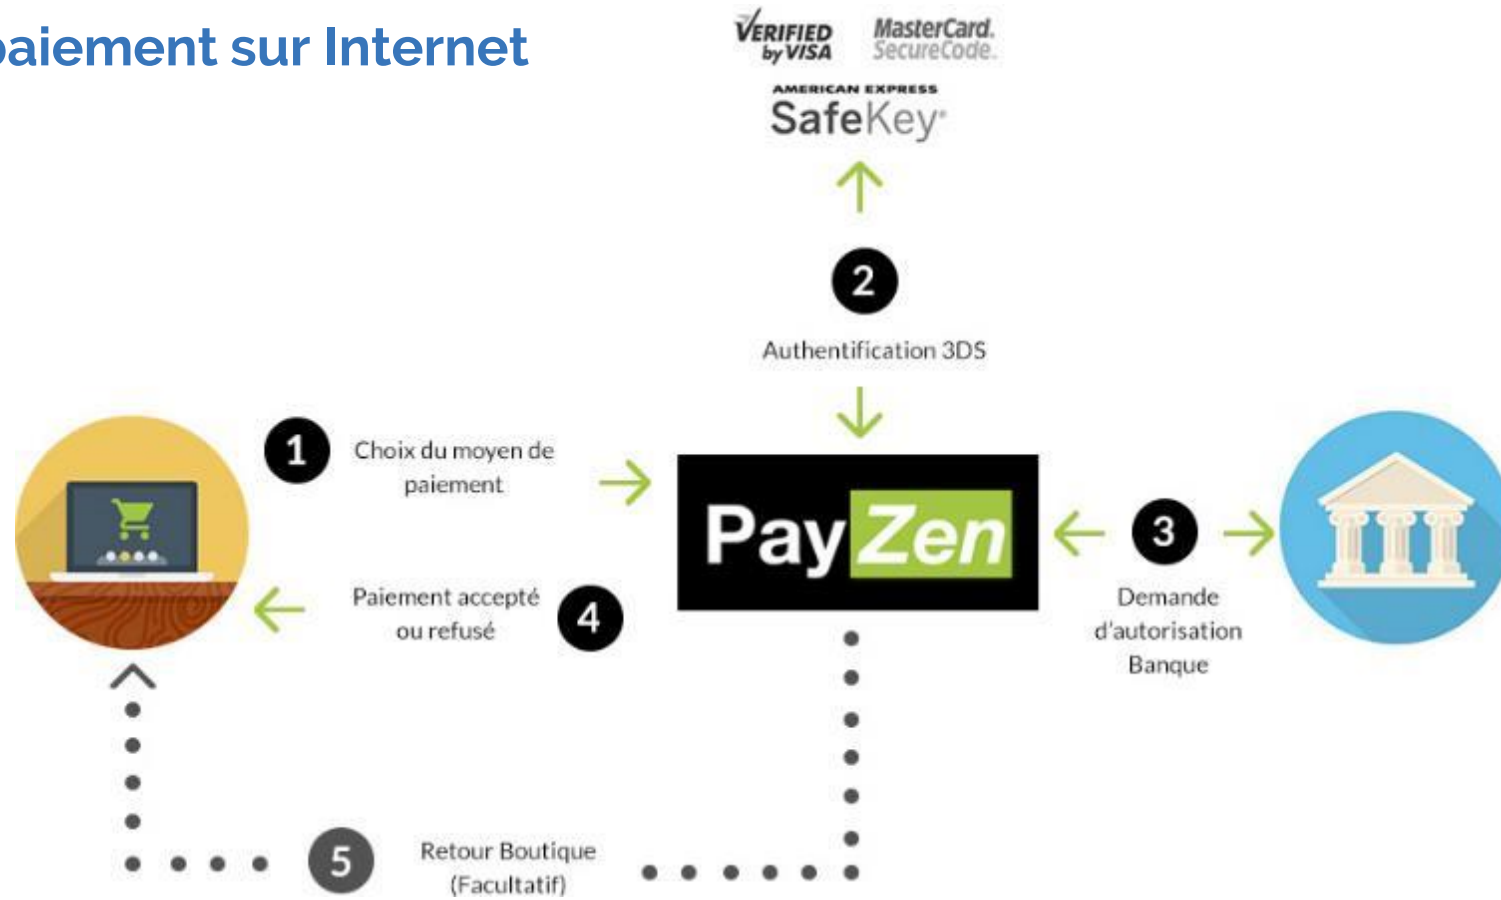 paiement sur Internet
VERIFIED
by VISA
MasterCard.
SecureCode.
AMERICAN EXPRESS
SafeKey®
2
Authentification 3DS
1
Choix du moyen de
paiement
PayZen
3
Demande
d'autorisation
Banque
Paiement accepté
ou refusé
4
5
Retour Boutique
(Facultatif)